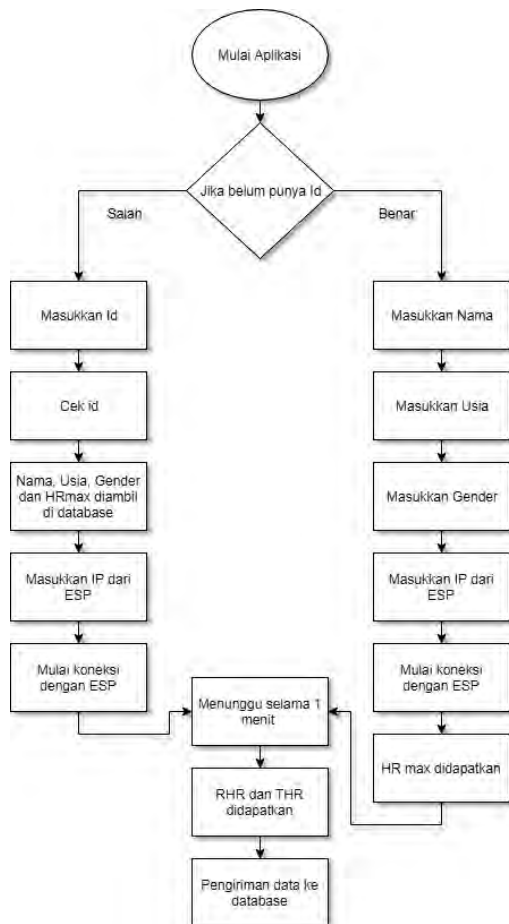 Mulai Aplikasi
Jika belum punya Id
Salah
Benar
Masukkan Id
Cek id
Nama, Usia, Gender
dan HRmax diambil
di database
Masukkan IP dari
ESP
Mulai koneksi
dengan ESP
Masukkan Nama
Masukkan Usia
Masukkan Gender
Masukkan IP dari
ESP
Mulai koneksi
dengan ESP
HR max didapatkan
Menunggu selama 1
menit
RHR dan THR
didapatkan
Pengiriman data ke
database